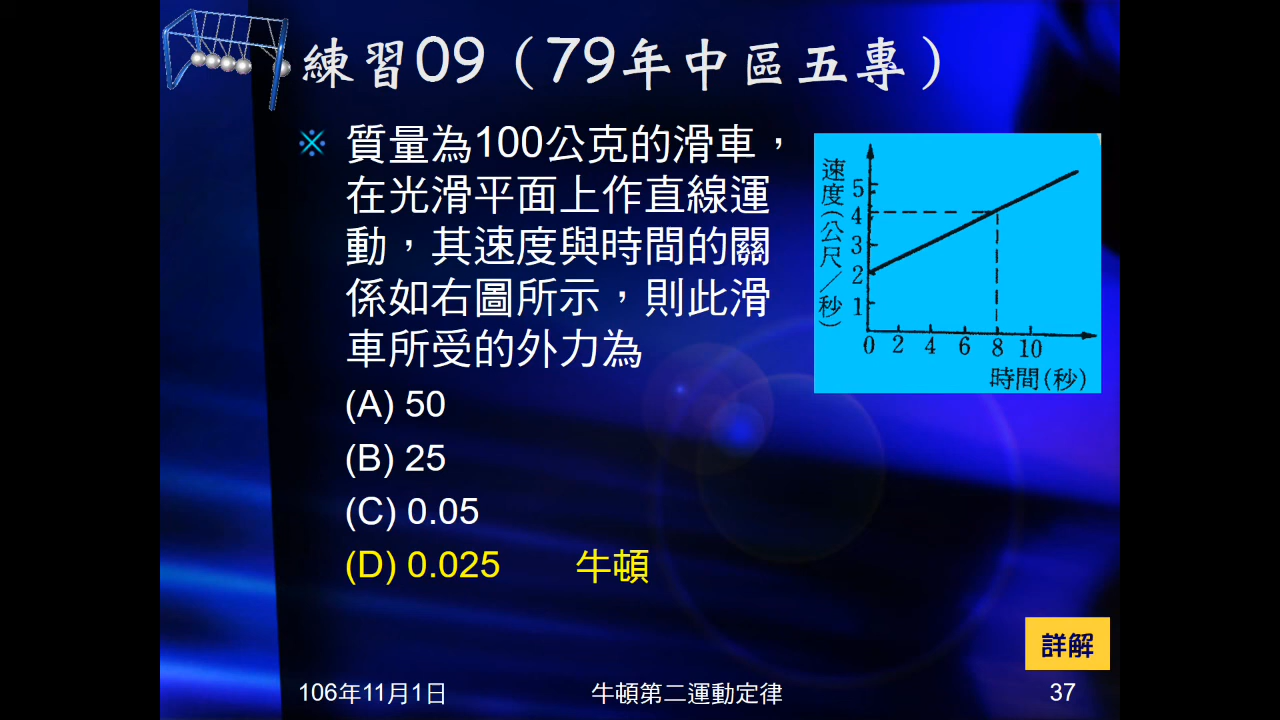 練習09（79年中區五專）
※ 質量為100公克的滑車，
在光滑平面上作直線運
動，其速度與時間的關
係如右圖所示，則此滑
車所受的外力為
(A) 50
(B) 25
(C) 0.05
(D) 0.025 牛頓
速度(公尺／秒)
5
4
3
2
1
0 2 4 6 8 10
時間(秒)
詳解
106年11月1日 牛頓第二運動定律 37